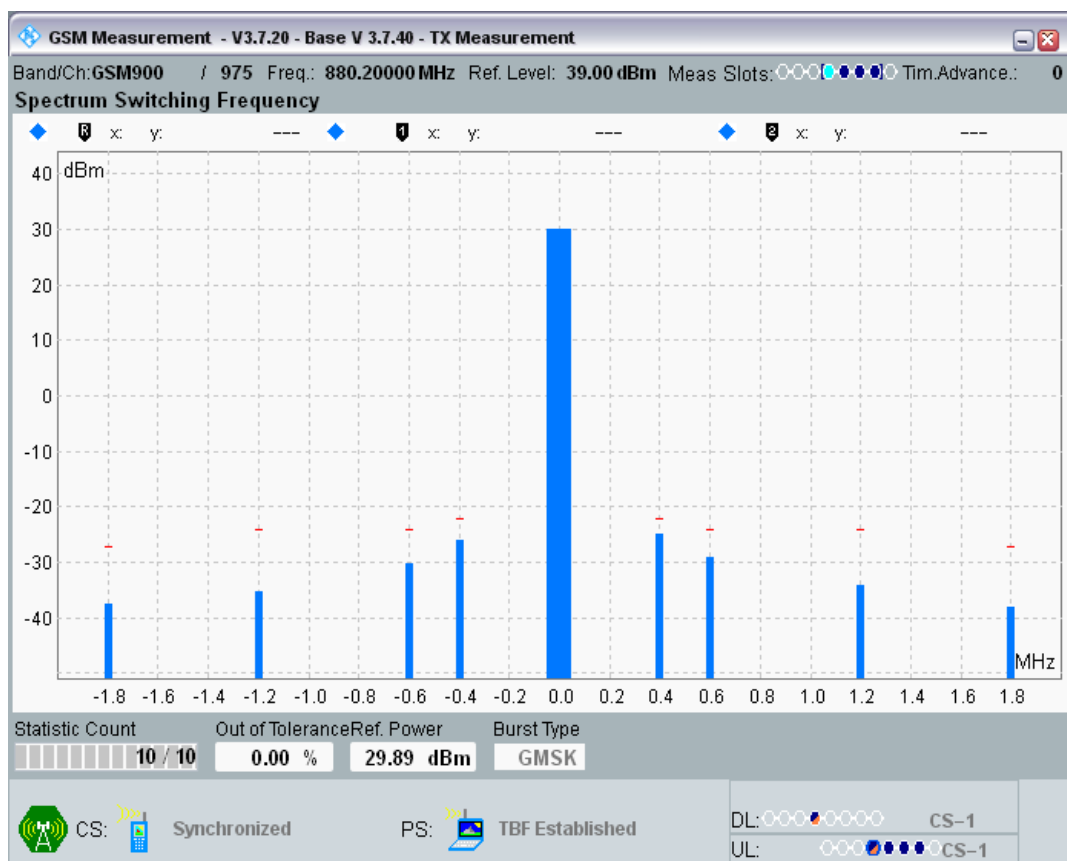 GSM Measurement - V3.7.20 - Base V 3.7.40 - TX Measurement
Band/Ch:GSM900 / 975 Freq.: 880.20000 MHz Ref. Level: 39.00 dBm Meas Slots: Tim.Advance.: 0
Spectrum Switching Frequency
R x: y: --- 1 x: y: --- 2 x: y: ---
dBm
40
30
20
10
0
-10
-20
-30
-40
MHz
-1.8 -1.6 -1.4 -1.2 -1.0 -0.8 -0.6 -0.4 -0.2 0.0 0.2 0.4 0.6 0.8 1.0 1.2 1.4 1.6 1.8
Statistic Count Out of Tolerance Ref. Power Burst Type
10 / 10 0.00 % 29.89 dBm GMSK
CS: Synchronized PS: TBF Established
DL: CS-1
UL: CS-1